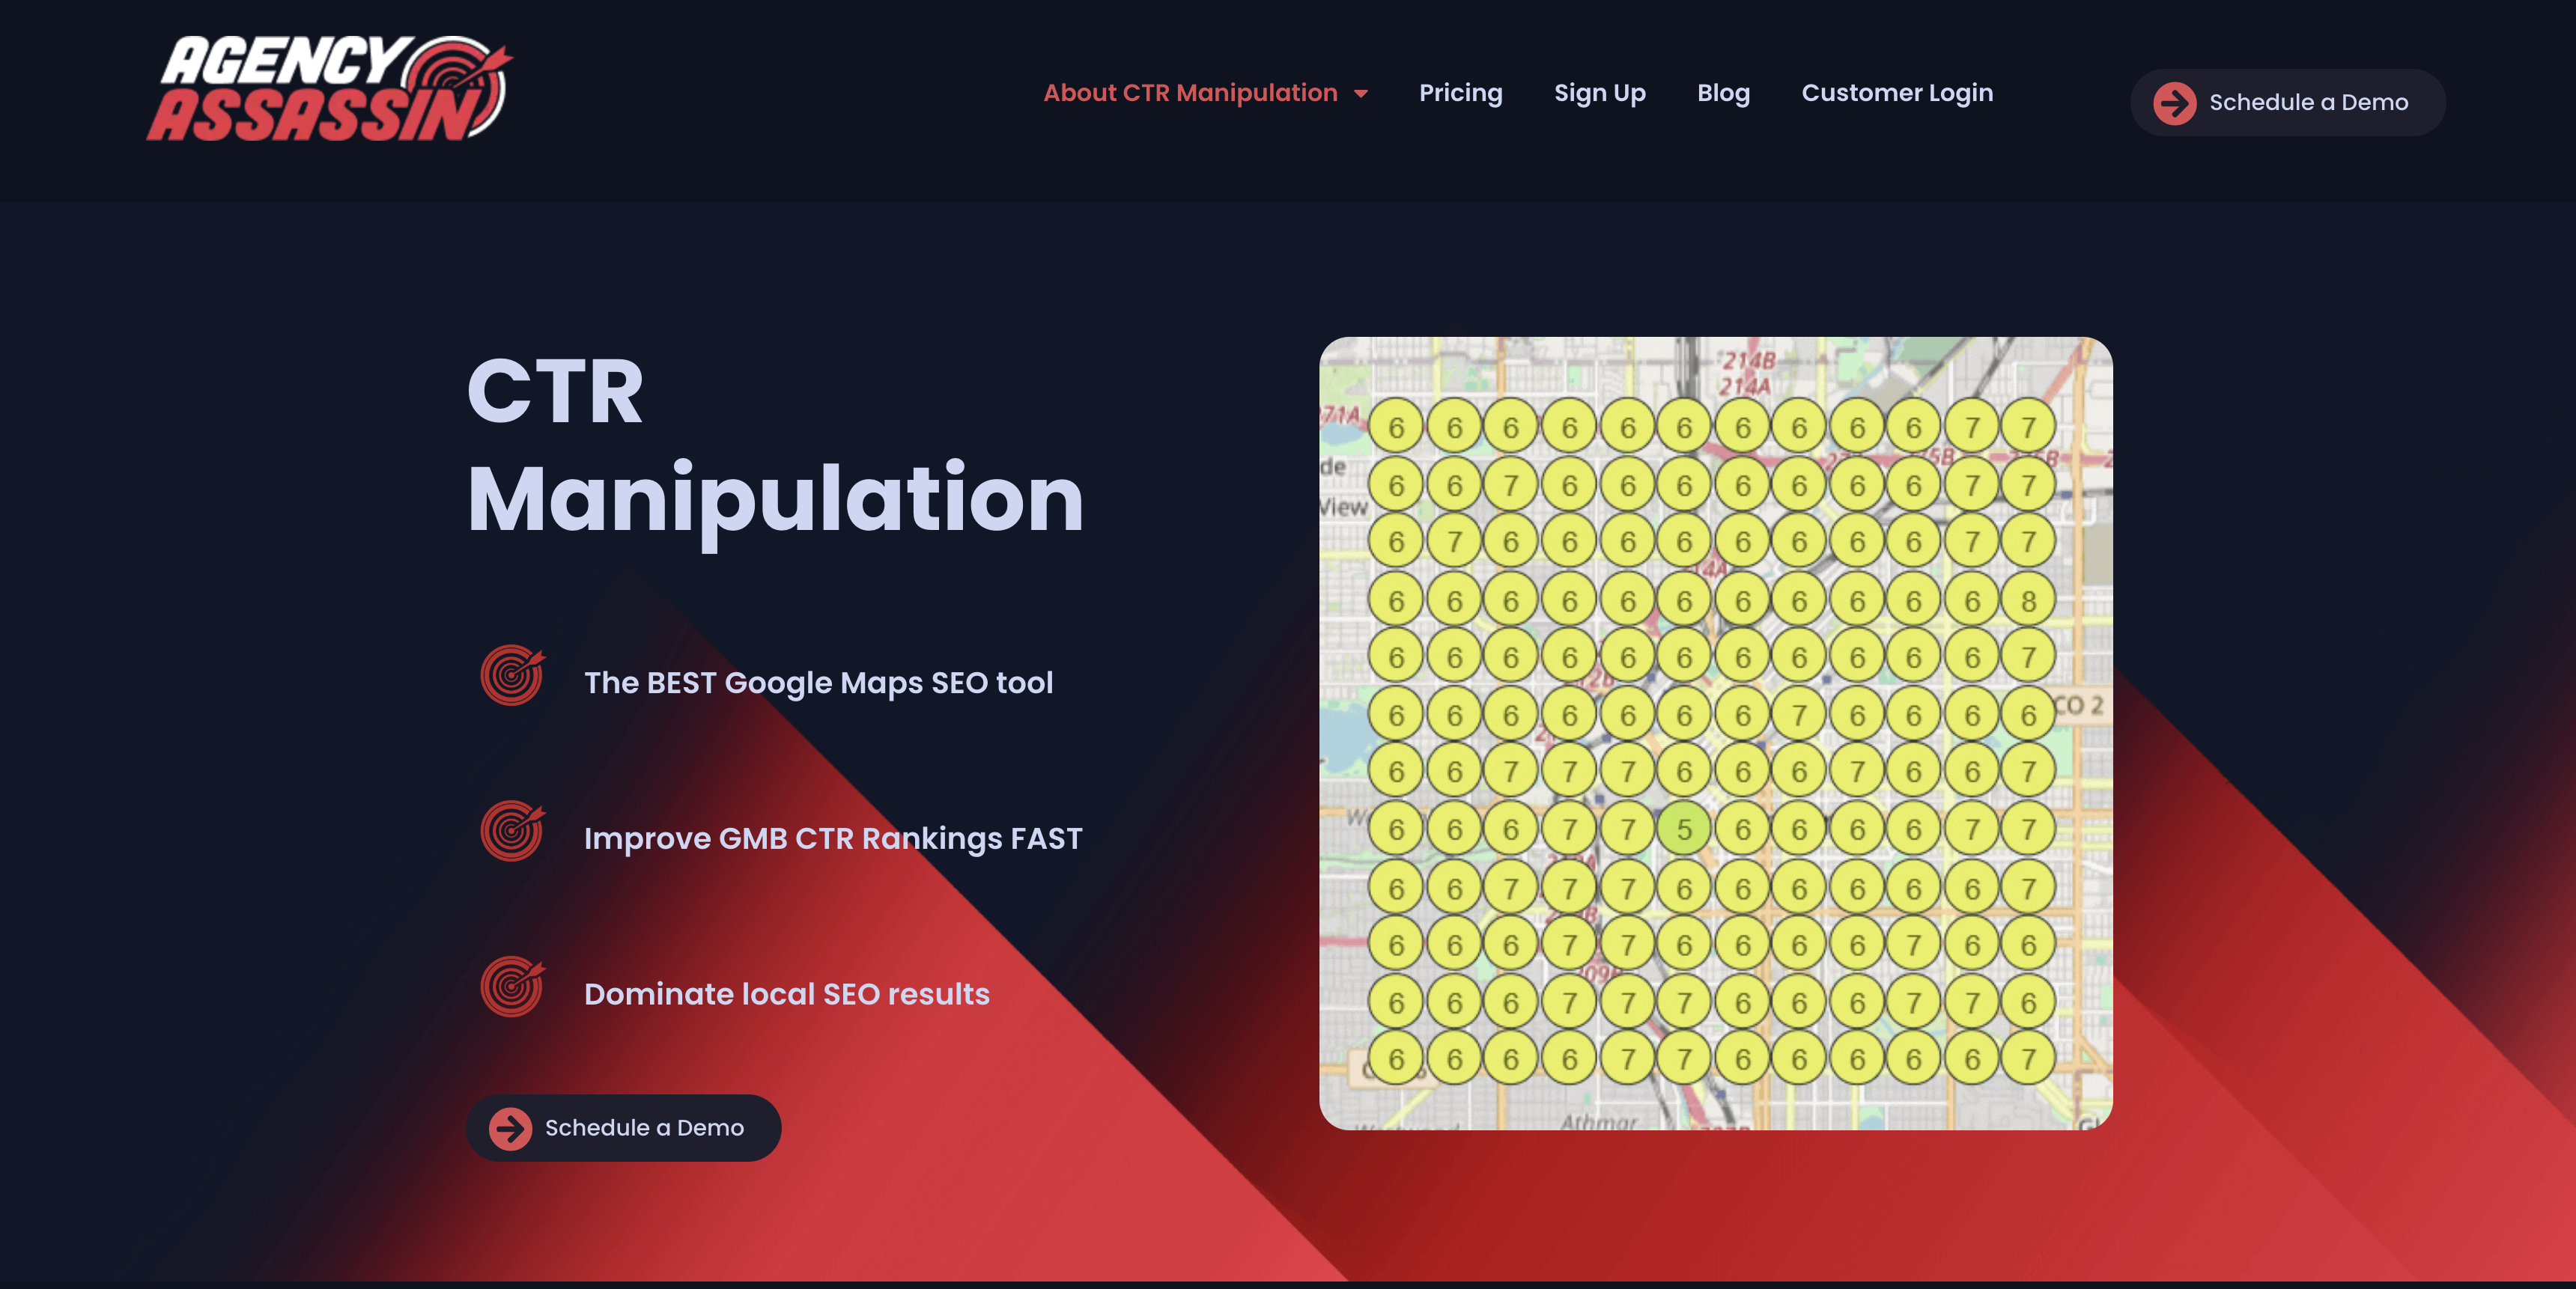 AGENCY
ASSASSIN
About CTR Manipulation
Pricing
Sign Up
Blog
Customer Login
Schedule a Demo
CTR
Manipulation
The BEST Google Maps SEO tool
Improve GMB CTR Rankings FAST
Dominate local SEO results
Schedule a Demo
214B
214A
6 6 6 6 6 6 6 6 6 6 7 7
de
6 6 7 6 6 6 6 6 6 6 7 7
View
6 7 6 6 6 6 6 6 6 6 7 7
6 6 6 6 6 6 6 6 6 6 6 8
6 6 6 6 6 6 6 6 6 6 6 7
6 6 6 6 6 6 6 7 6 6 6 6
CO 2
6 6 7 7 7 6 6 6 7 6 6 7
6 6 6 7 7 5 6 6 6 6 7 7
6 6 7 7 7 6 6 6 6 6 6 7
6 6 6 7 7 6 6 6 6 7 6 6
6 6 6 7 7 7 6 6 6 7 7 6
6 6 6 6 7 7 6 6 6 6 6 7
Athmar